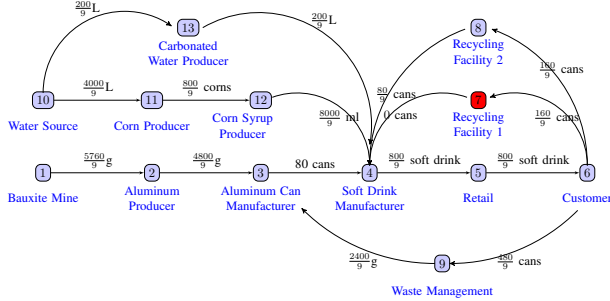 200/9 L
200/9 L
13
8
Carbonated
Water Producer
Recycling
Facility 2
160/9 cans
4000/9 L
800/9 corns
80/9 cans
10
11
12
7
8000/9 ml
0 cans
160/9 cans
Water Source
Corn Producer
Corn Syrup
Producer
Recycling
Facility 1
5760/9 g
4800/9 g
80 cans
800/9 soft drink
800/9 soft drink
1
2
3
4
5
6
Bauxite Mine
Aluminum
Producer
Aluminum Can
Manufacturer
Soft Drink
Manufacturer
Retail
Customer
2400/9 g
9
480/9 cans
Waste Management